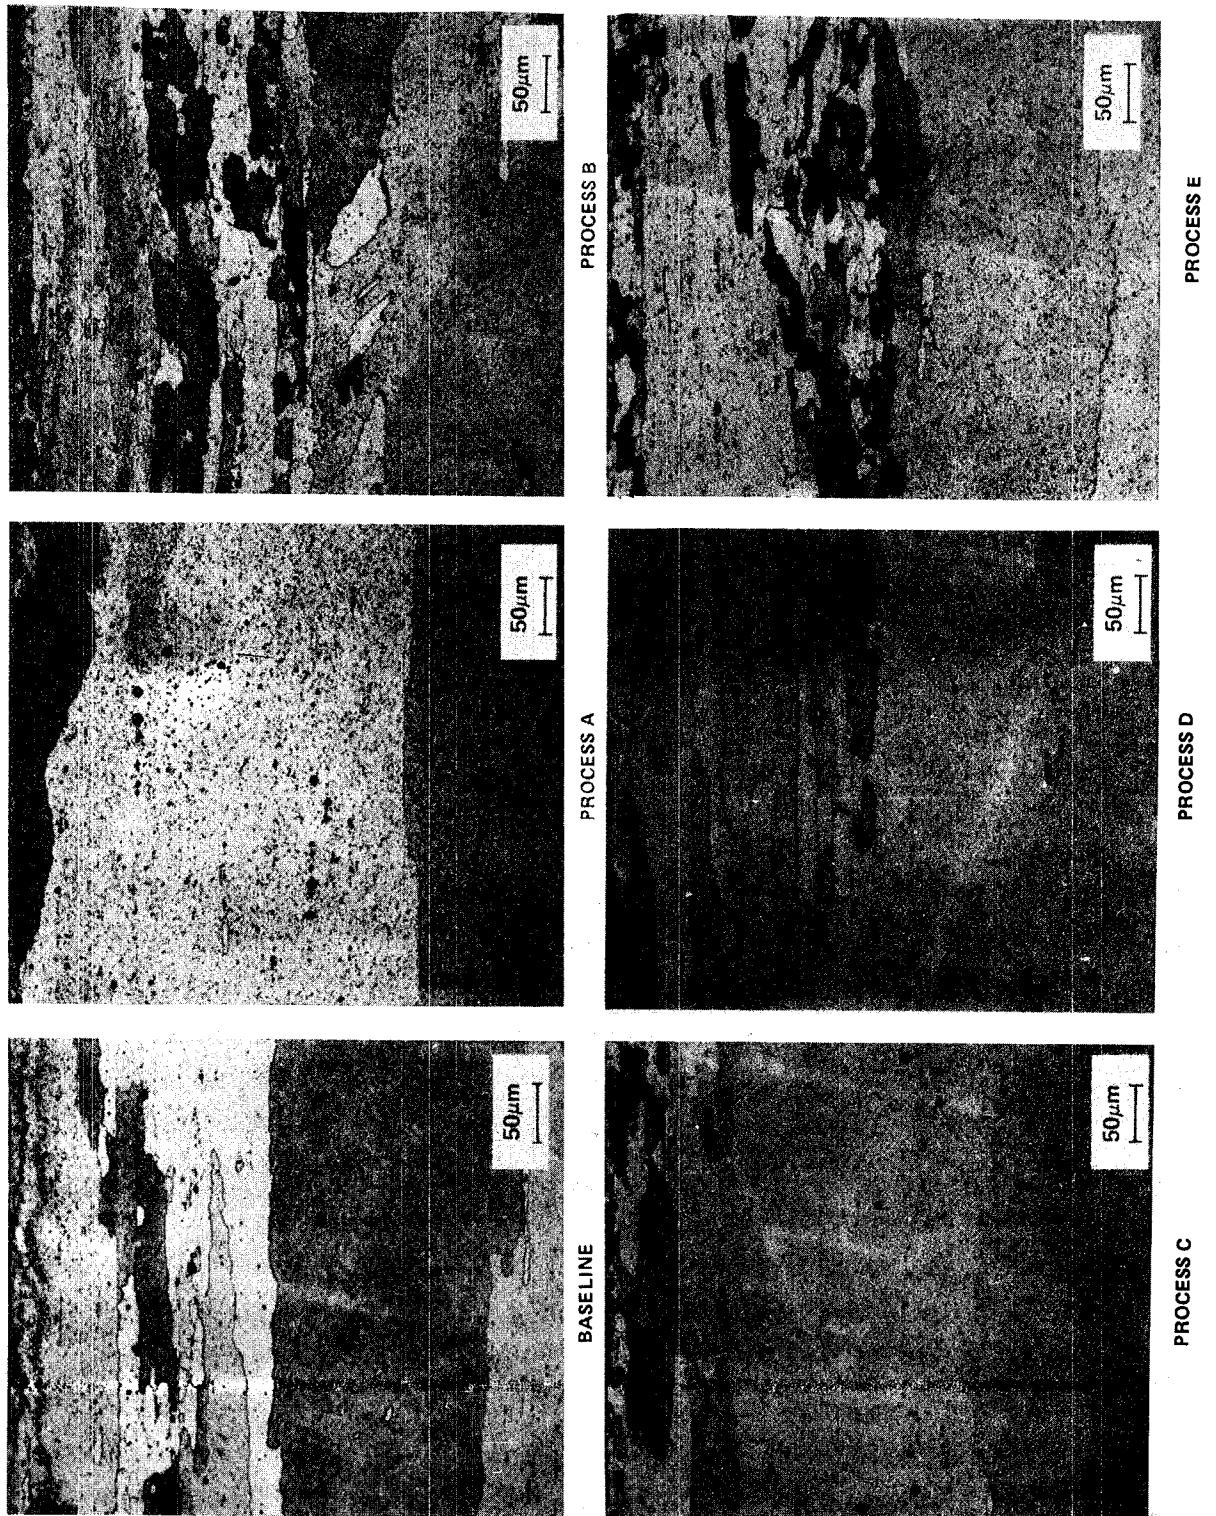 50μm
50μm
50μm
BASELINE
PROCESS A
PROCESS B
50μm
50μm
50μm
PROCESS C
PROCESS D
PROCESS E